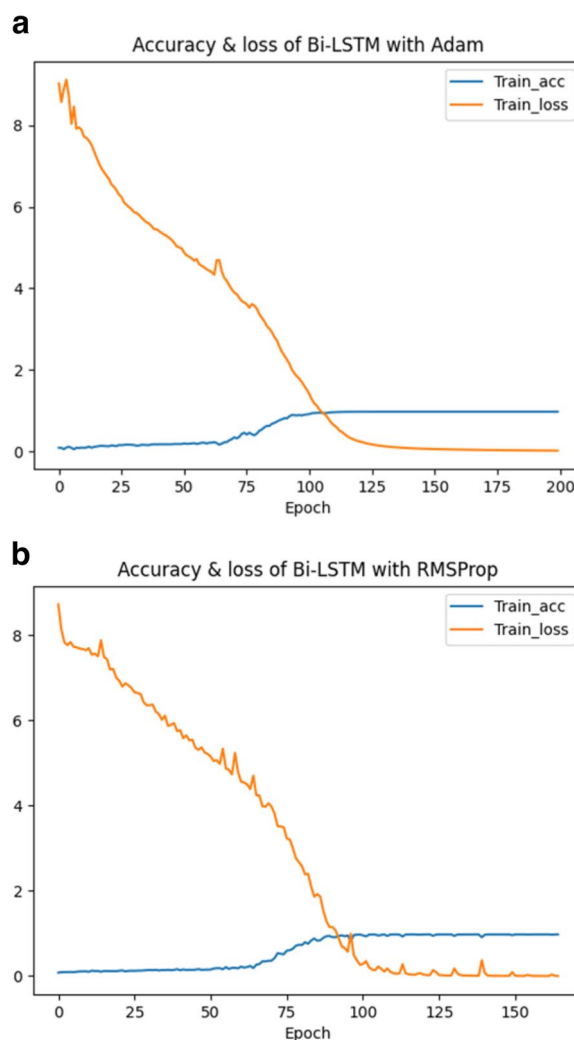 a
Accuracy & loss of Bi-LSTM with Adam
Train_acc
Train_loss
8
6
4
2
0
0 25 50 75 100 125 150 175 200
Epoch
b
Accuracy & loss of Bi-LSTM with RMSProp
Train_acc
Train_loss
8
6
4
2
0
0 25 50 75 100 125 150
Epoch